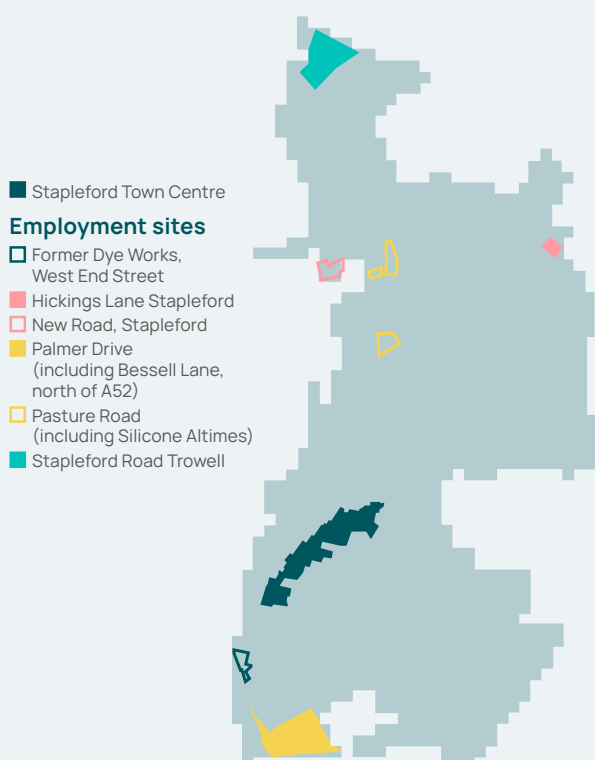 Stapleford Town Centre
Employment sites
Former Dye Works,
West End Street
Hickings Lane Stapleford
New Road, Stapleford
Palmer Drive
(including Bessell Lane,
north of A52)
Pasture Road
(including Silicone Altimes)
Stapleford Road Trowell